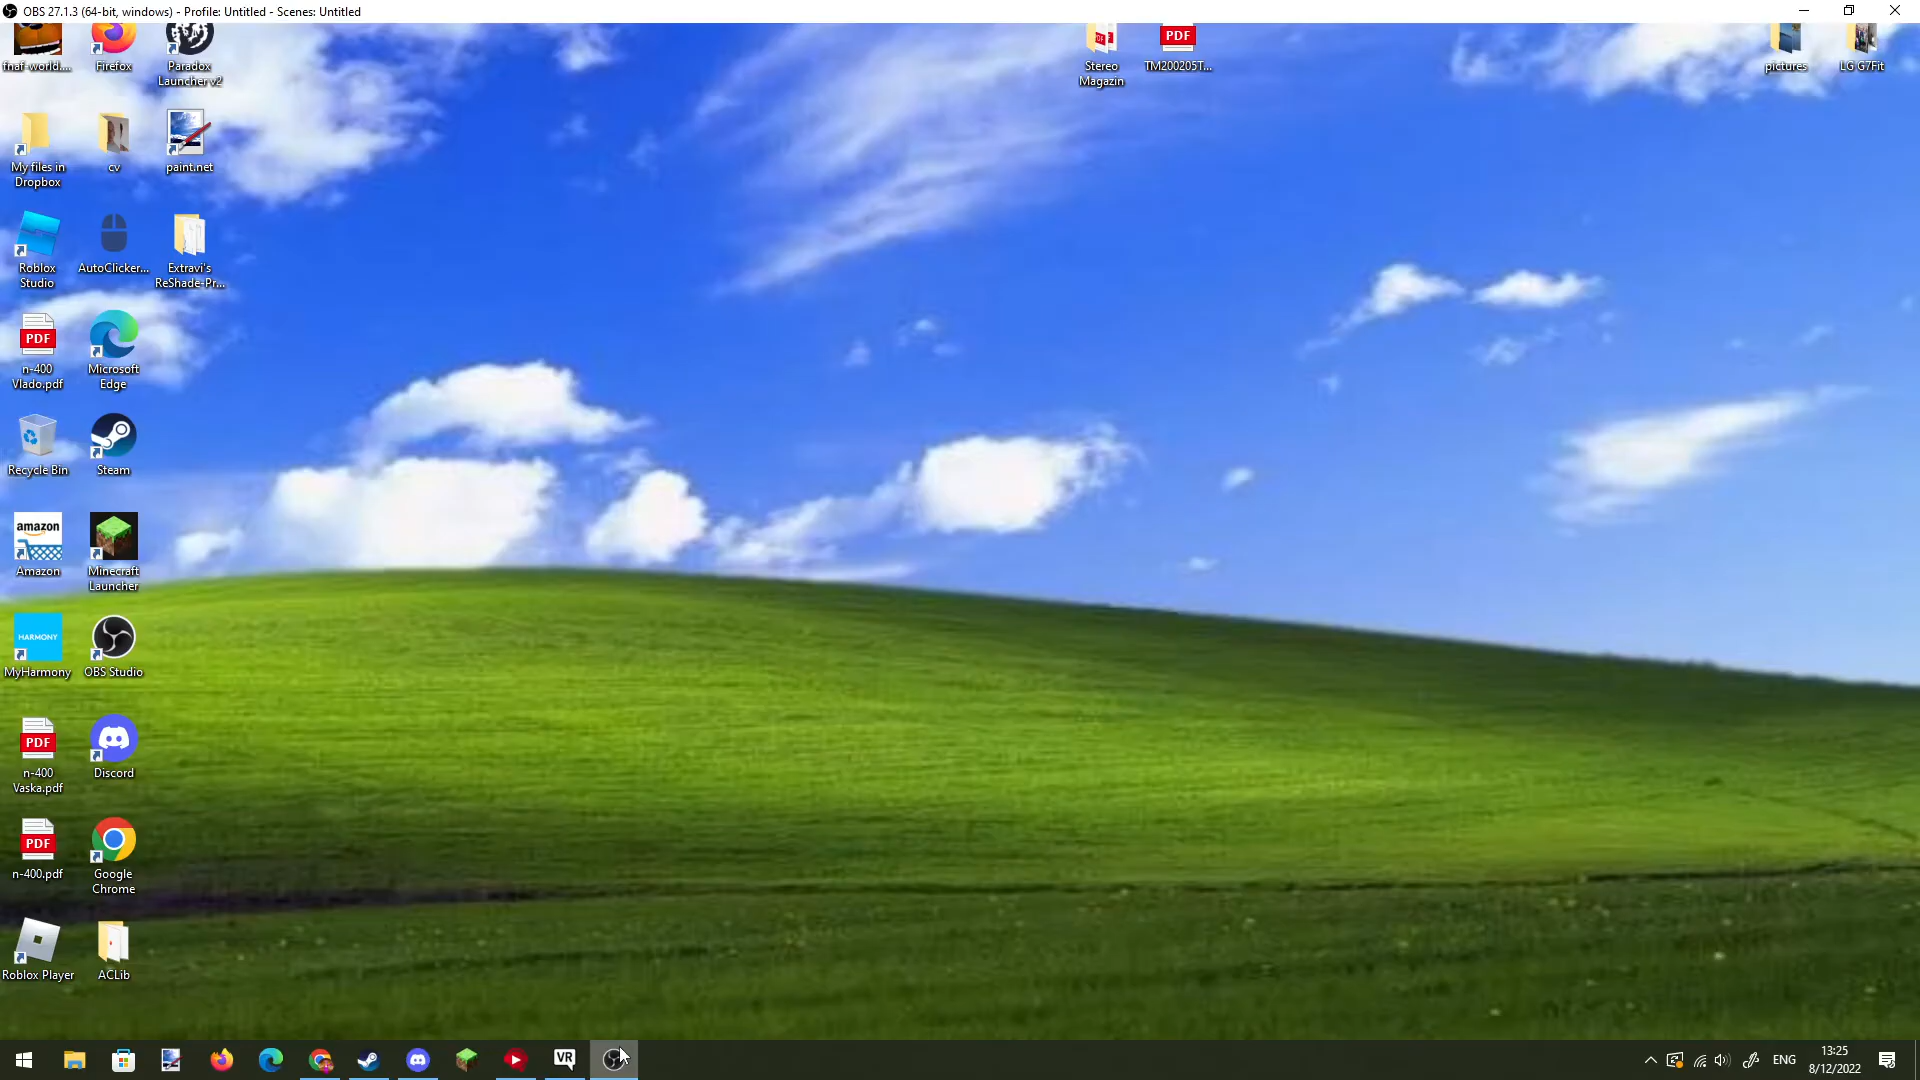 OBS 27.1.3 (64-bit, windows) - Profile: Untitled - Scenes: Untitled
fnaf-world....
Firefox
Paradox
Launcher v2
Stereo
Magazin
PDF
TM200205T...
pictures
LG G7Fit
My files in
Dropbox
cv
paint.net
Roblox
Studio
AutoClicker...
Extravi's
ReShade-Pr...
PDF
n-400
Vlado.pdf
Microsoft
Edge
Recycle Bin
Steam
amazon
Amazon
Minecraft
Launcher
HARMONY
MyHarmony
OBS Studio
PDF
n-400
Vaska.pdf
Discord
PDF
n-400.pdf
Google
Chrome
Roblox Player
ACLib
VR
ENG
13:25
8/12/2022